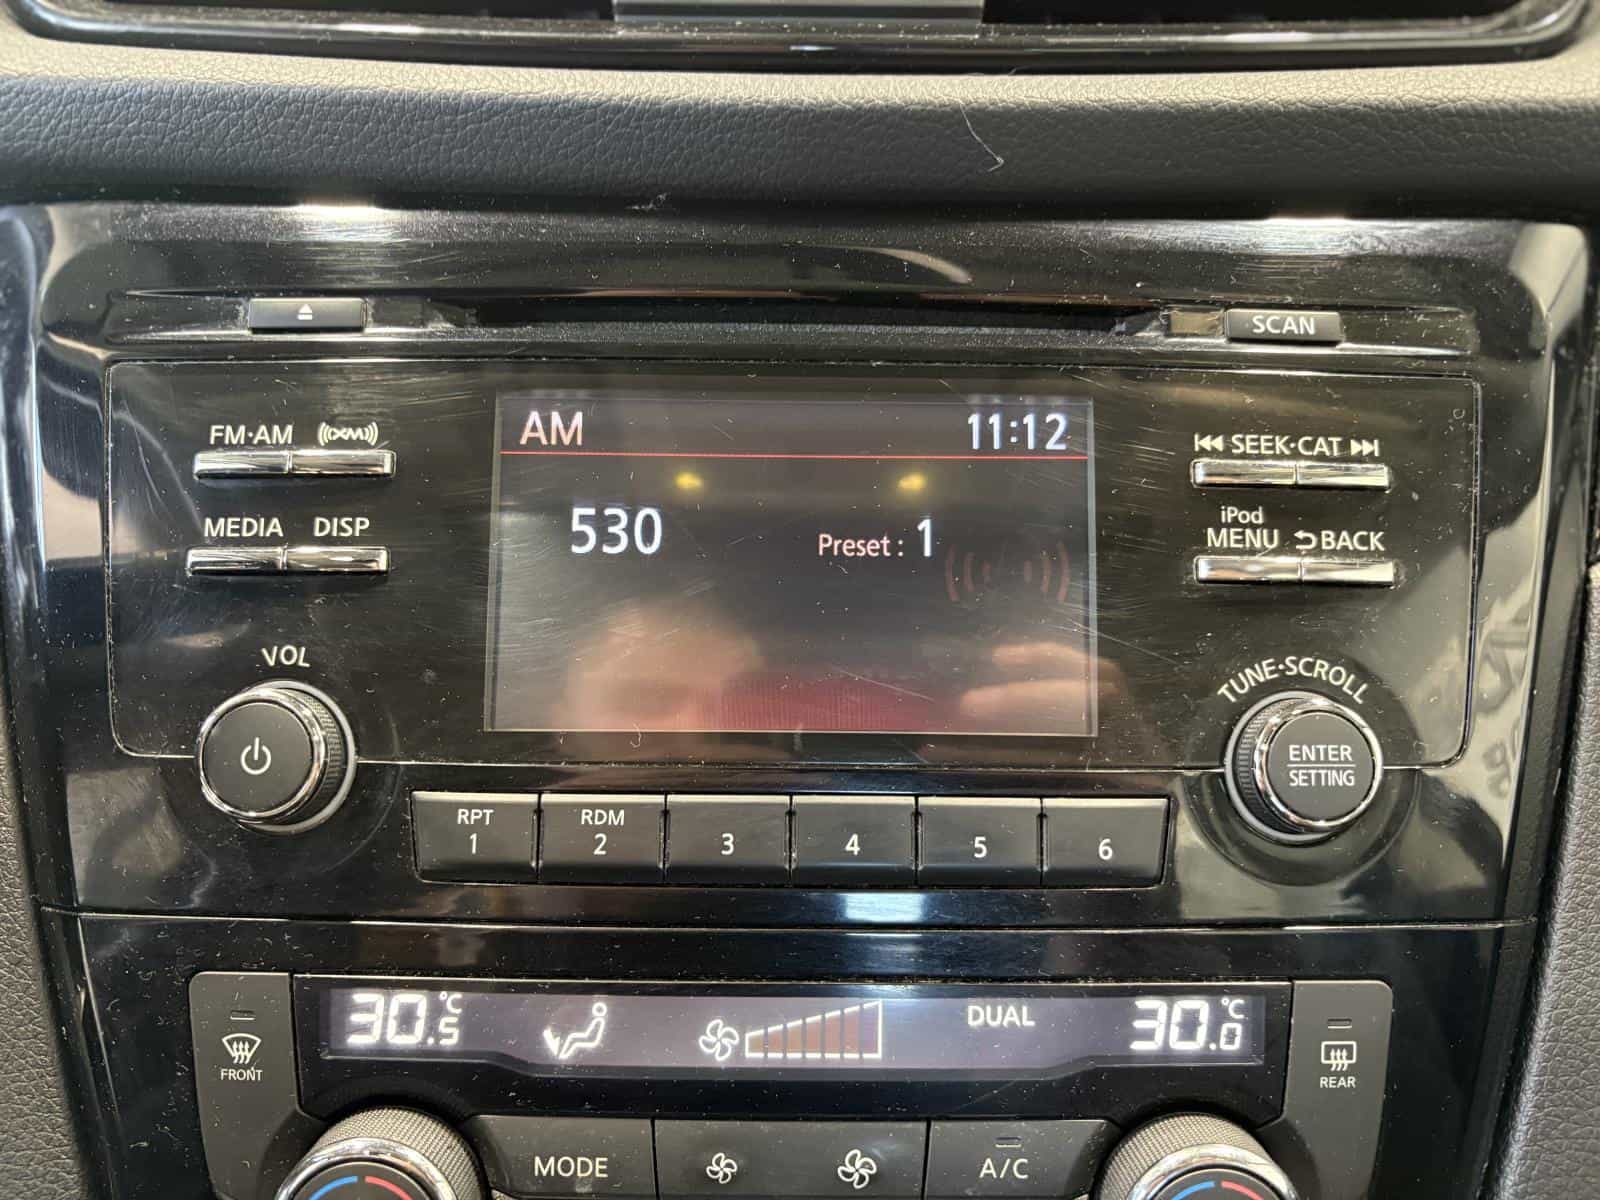 SCAN
FM·AM XM
AM 11:12
SEEK·CAT
MEDIA DISP
530
Preset: 1
iPod
MENU BACK
VOL
TUNE·SCROLL
ENTER
SETTING
RPT
1
RDM
2
3
4
5
6
30.5°C
DUAL
30.0°C
FRONT
REAR
MODE
A/C